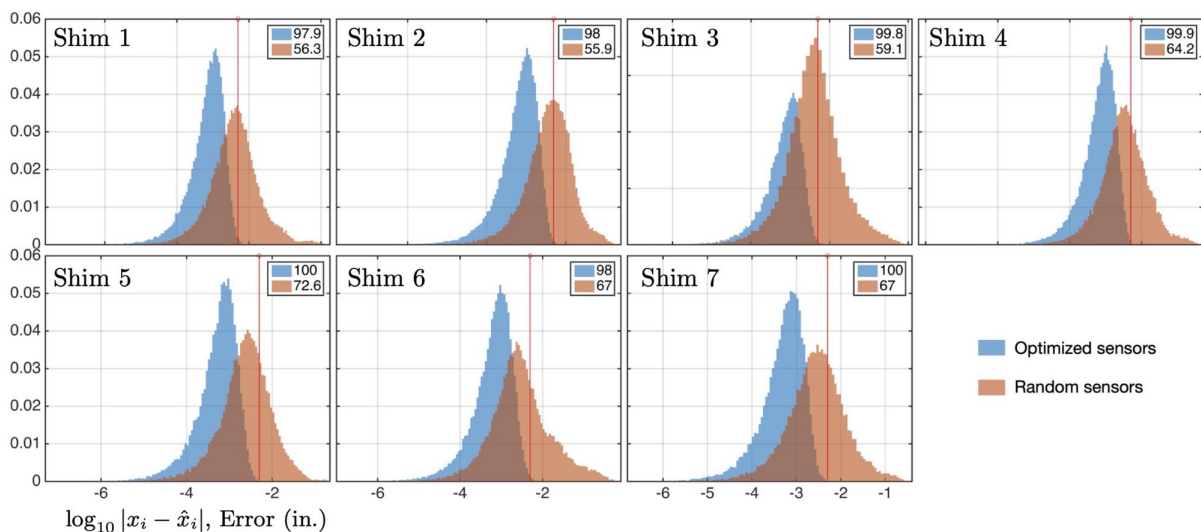 0.06
Shim 1
97.9
56.3
Shim 2
98
55.9
Shim 3
99.8
59.1
Shim 4
99.9
64.2
0.05
0.04
0.03
0.02
0.01
0
0.06
Shim 5
100
72.6
Shim 6
98
67
Shim 7
100
67
0.05
0.04
0.03
0.02
0.01
0
Optimized sensors
Random sensors
-6 -4 -2
-6 -4 -2
-6 -5 -4 -3 -2 -1
log₁₀ |xᵢ − x̂ᵢ|, Error (in.)